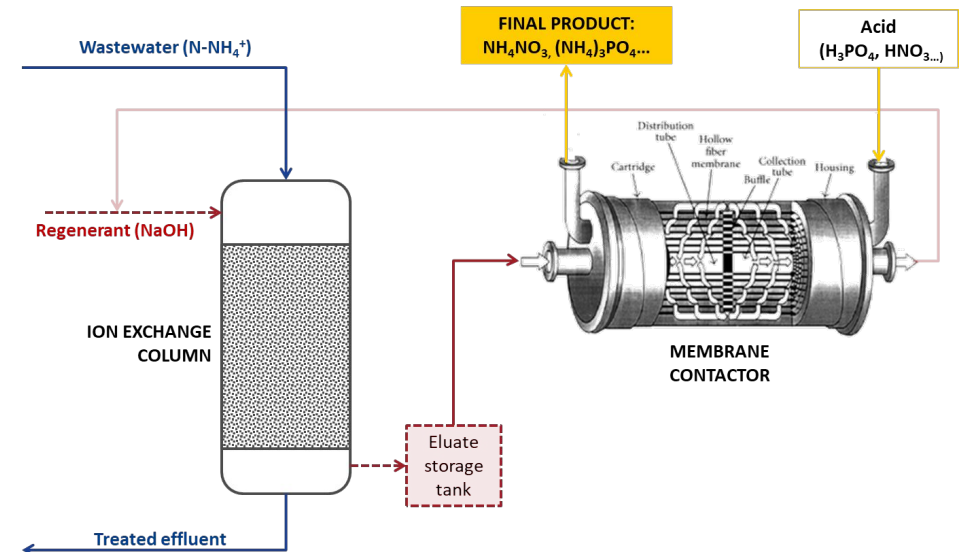 FINAL PRODUCT:
NH₄NO₃, (NH₄)₃PO₄...
Acid
(H₃PO₄, HNO₃...)
Wastewater (N-NH₄⁺)
Distribution
tube
Hollow
fiber
membrane
Cartridge
Buffle
Collection
tube
Housing
Regenerant (NaOH)
ION EXCHANGE
COLUMN
MEMBRANE
CONTACTOR
Eluate
storage
tank
Treated effluent